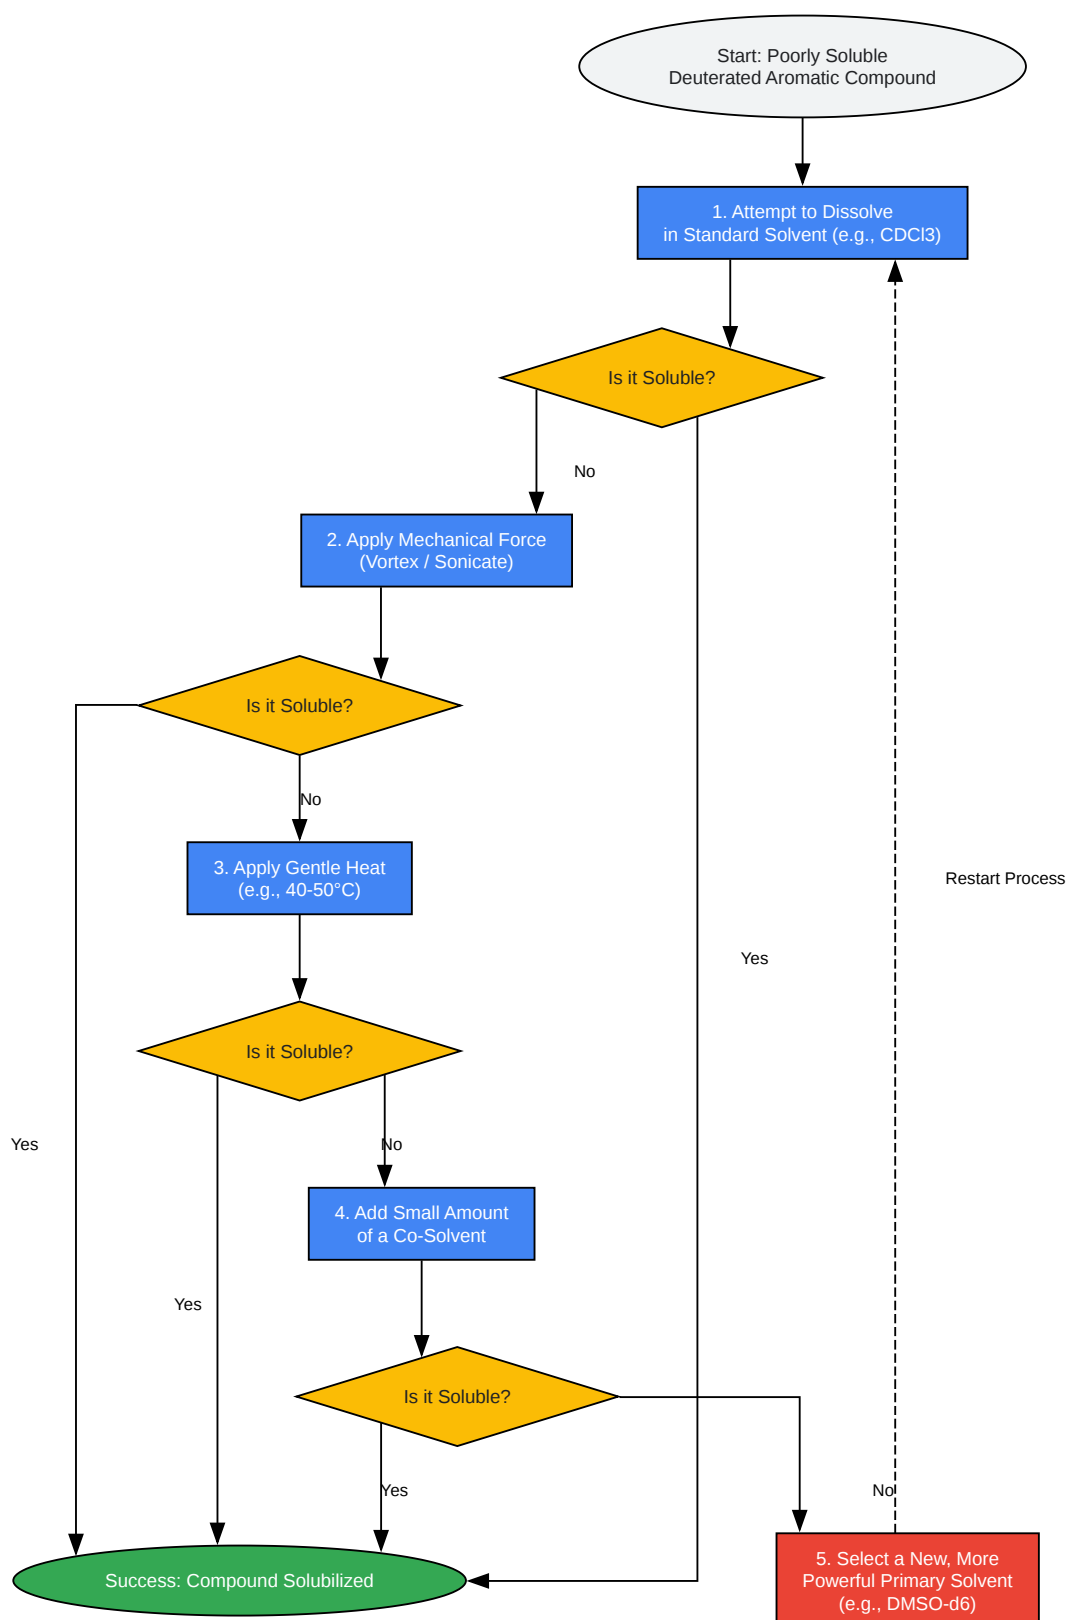 Start: Poorly Soluble
Deuterated Aromatic Compound
1. Attempt to Dissolve
in Standard Solvent (e.g., CDCl3)
Is it Soluble?
No
2. Apply Mechanical Force
(Vortex / Sonicate)
Is it Soluble?
No
3. Apply Gentle Heat
(e.g., 40-50°C)
Restart Process
Yes
Is it Soluble?
Yes
No
4. Add Small Amount
of a Co-Solvent
Yes
Is it Soluble?
Yes
No
5. Select a New, More
Powerful Primary Solvent
(e.g., DMSO-d6)
Success: Compound Solubilized